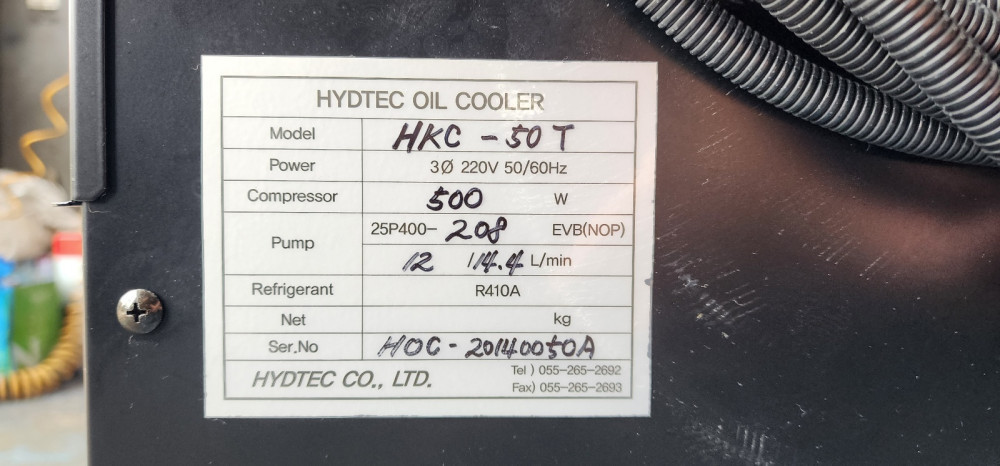 HYDTEC OIL COOLER
Model HKC - 50T
Power 3Ø 220V 50/60Hz
Compressor 500 W
Pump 25P400- 208 EVB(NOP)
12 14.4 L/min
Refrigerant R410A
Net kg
Ser.No HOC - 20140050A
HYDTEC CO., LTD. Tel ) 055-265-2692
Fax) 055-265-2693